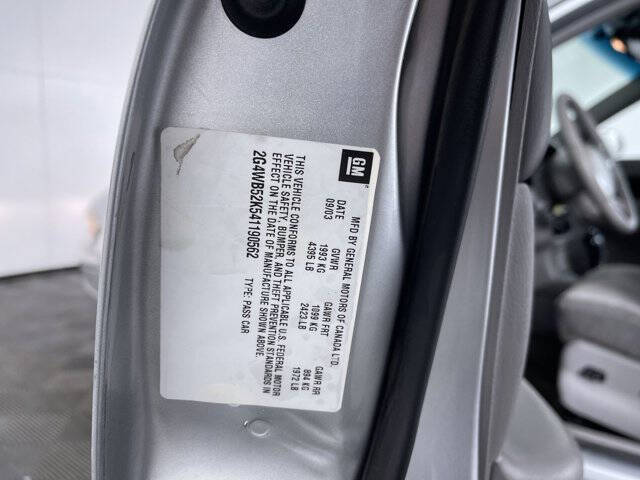 GM
MFD BY GENERAL MOTORS OF CANADA LTD.
DATE GVWR GAWR FRT GAWR RR
09/03 1993 KG 1099 KG 894 KG
4395 LB 2423 LB 1972 LB
THIS VEHICLE CONFORMS TO ALL APPLICABLE U.S. FEDERAL MOTOR
VEHICLE SAFETY, BUMPER, AND THEFT PREVENTION STANDARDS IN
EFFECT ON THE DATE OF MANUFACTURE SHOWN ABOVE.
2G4WB52K541190562 TYPE: PASS CAR